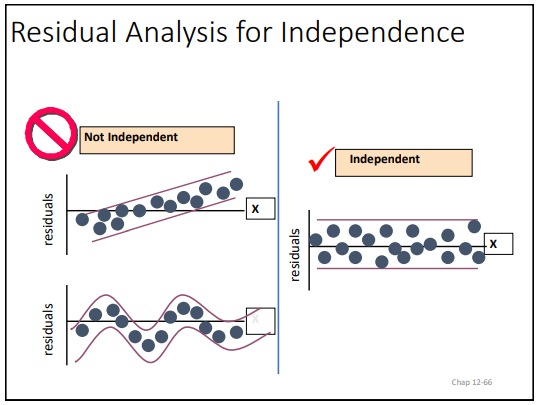 Residual Analysis for Independence
Not Independent
residuals
X
residuals
X
Independent
residuals
X
Chap 12-66